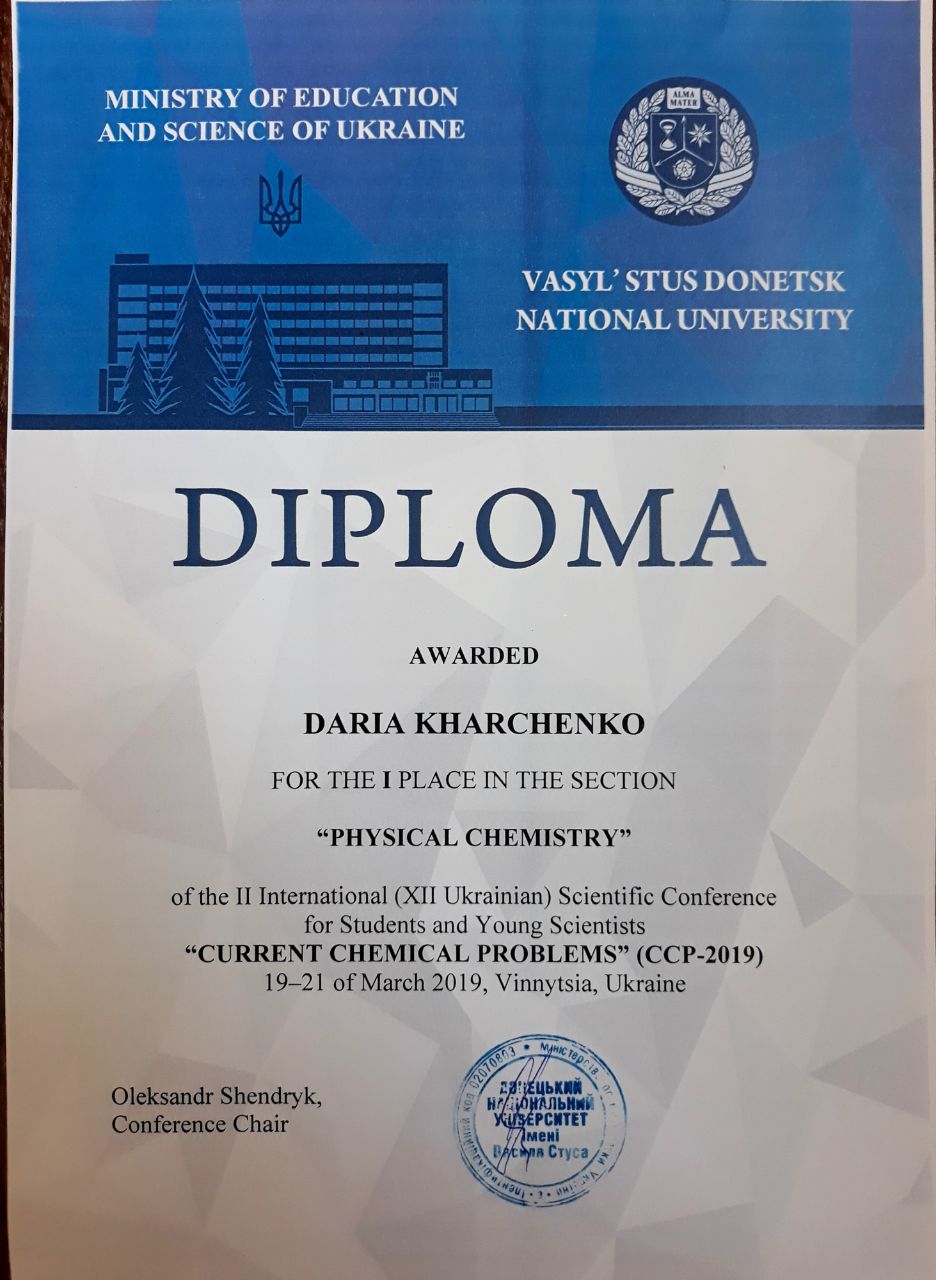 MINISTRY OF EDUCATION
AND SCIENCE OF UKRAINE
ALMA
MATER
VASYL' STUS DONETSK
NATIONAL UNIVERSITY
DIPLOMA
AWARDED
DARIA KHARCHENKO
FOR THE I PLACE IN THE SECTION
“PHYSICAL CHEMISTRY”
of the II International (XII Ukrainian) Scientific Conference
for Students and Young Scientists
“CURRENT CHEMICAL PROBLEMS” (CCP-2019)
19–21 of March 2019, Vinnytsia, Ukraine
Oleksandr Shendryk,
Conference Chair
код 02070803
ДОНЕЦЬКИЙ
НАЦІОНАЛЬНИЙ
УНІВЕРСИТЕТ
імені
Василя Стуса